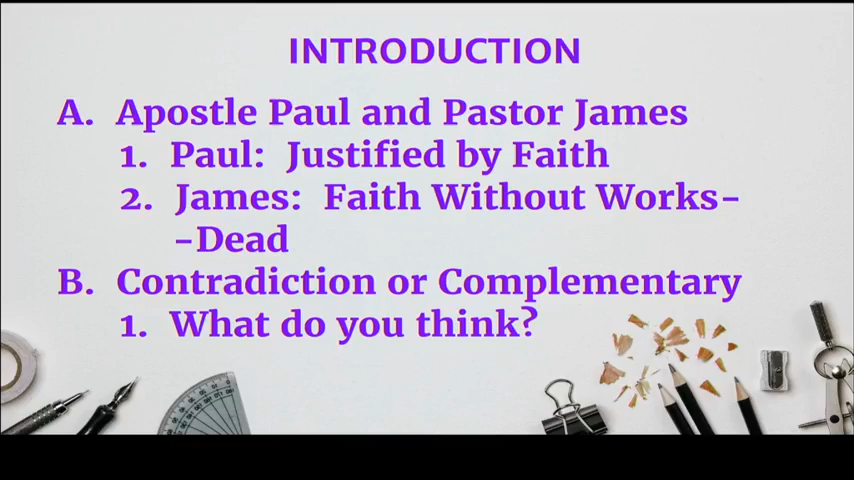 INTRODUCTION
A. Apostle Paul and Pastor James
1. Paul: Justified by Faith
2. James: Faith Without Works-
-Dead
B. Contradiction or Complementary
1. What do you think?